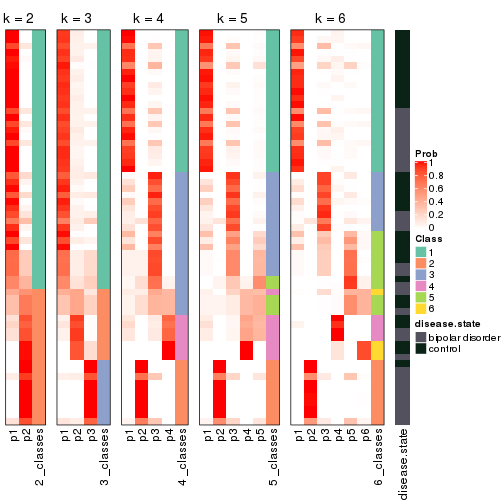 k = 2 k = 3 k = 4 k = 5 k = 6
Prob
1
0.8
0.6
0.4
0.2
0
Class
1
2
3
4
5
6
disease.state
bipolar disorder
control
p1 p2 2_classes p1 p2 p3 3_classes p1 p2 p3 p4 4_classes p1 p2 p3 p4 p5 5_classes p1 p2 p3 p4 p5 p6 6_classes disease.state